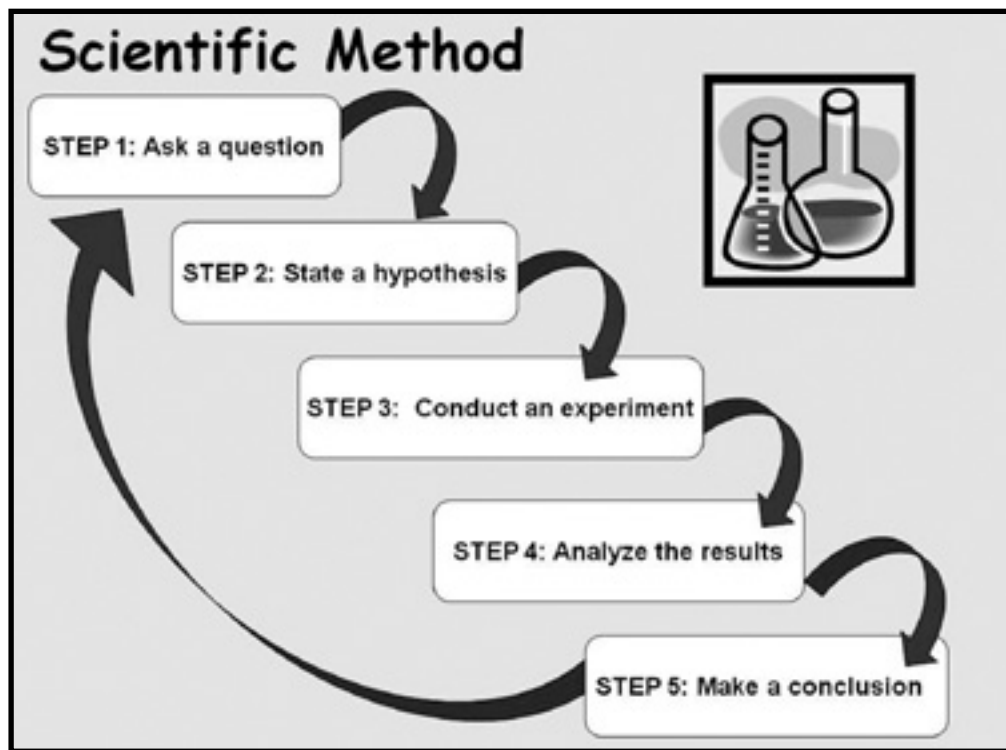 Scientific Method
STEP 1: Ask a question
STEP 2: State a hypothesis
STEP 3: Conduct an experiment
STEP 4: Analyze the results
STEP 5: Make a conclusion